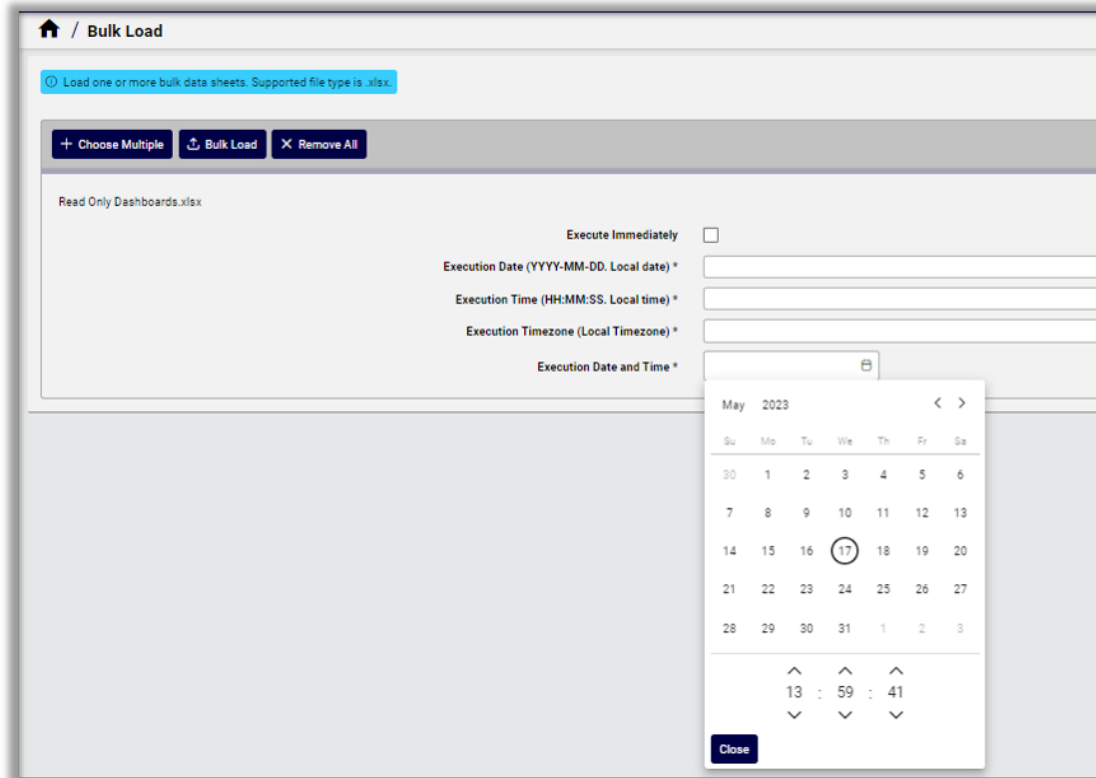 / Bulk Load
Load one or more bulk data sheets. Supported file type is .xlsx.
+ Choose Multiple Bulk Load X Remove All
Read Only Dashboards.xlsx
Execute Immediately
Execution Date (YYYY-MM-DD. Local date) *
Execution Time (HH:MM:SS. Local time) *
Execution Timezone (Local Timezone) *
Execution Date and Time *
May 2023 < >
Su Mo Tu We Th Fr Sa
30 1 2 3 4 5 6
7 8 9 10 11 12 13
14 15 16 17 18 19 20
21 22 23 24 25 26 27
28 29 30 31 1 2 3
13 : 59 : 41
Close